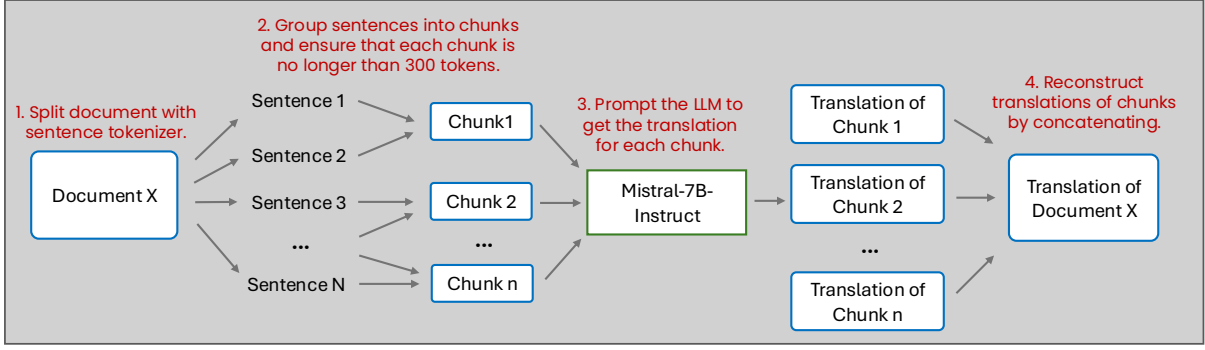 1. Split document with
sentence tokenizer.
Document X
2. Group sentences into chunks
and ensure that each chunk is
no longer than 300 tokens.
Sentence 1
Sentence 2
Sentence 3
...
Sentence N
Chunk1
Chunk 2
...
Chunk n
3. Prompt the LLM to
get the translation
for each chunk.
Mistral-7B-
Instruct
Translation of
Chunk 1
Translation of
Chunk 2
...
Translation of
Chunk n
4. Reconstruct
translations of chunks
by concatenating.
Translation of
Document X